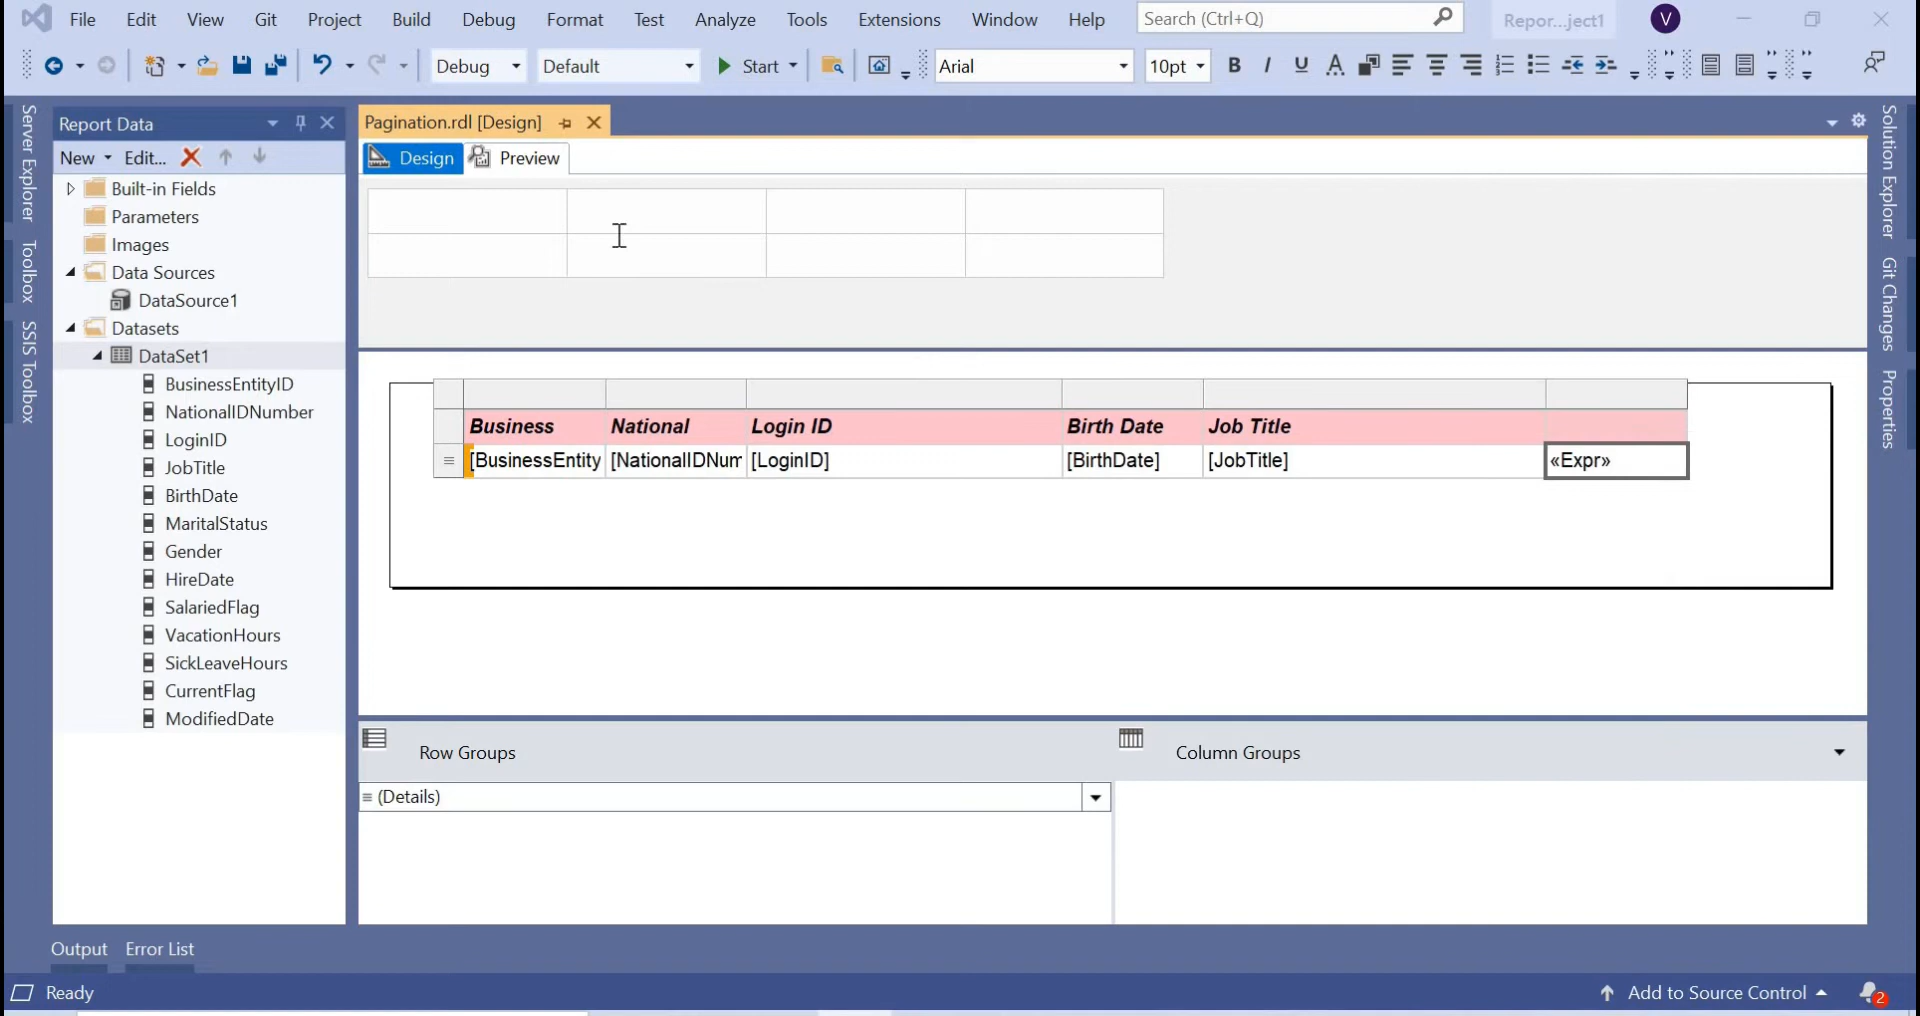 File Edit View Git Project Build Debug Format Test Analyze Tools Extensions Window Help Search (Ctrl+Q) Repor...ject1 V
Debug Default Start Arial 10pt B I U A
Server Explorer
Toolbox
SSIS Toolbox
Report Data
New Edit...
Built-in Fields
Parameters
Images
Data Sources
DataSource1
Datasets
DataSet1
BusinessEntityID
NationalIDNumber
LoginID
JobTitle
BirthDate
MaritalStatus
Gender
HireDate
SalariedFlag
VacationHours
SickLeaveHours
CurrentFlag
ModifiedDate
Pagination.rdl [Design]
Design Preview
Business National Login ID Birth Date Job Title
[BusinessEntity [NationalIDNum [LoginID] [BirthDate] [JobTitle] «Expr»
Row Groups Column Groups
(Details)
Solution Explorer
Git Changes
Properties
Output Error List
Ready Add to Source Control 2